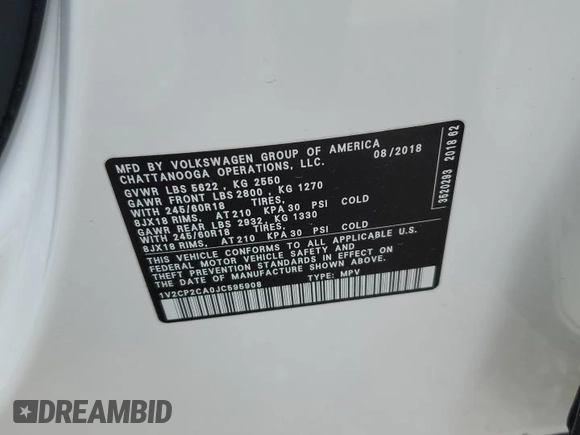 MFD BY VOLKSWAGEN GROUP OF AMERICA
CHATTANOOGA OPERATIONS, LLC. 08/2018
GVWR LBS 5622 , KG 2550
GAWR FRONT LBS 2800 , KG 1270
WITH 245/60R18 TIRES,
8JX18 RIMS, AT 210 KPA 30 PSI COLD
GAWR REAR LBS 2932, KG 1330
WITH 245/60R18 TIRES,
8JX18 RIMS, AT 210 KPA 30 PSI COLD
THIS VEHICLE CONFORMS TO ALL APPLICABLE U.S.
FEDERAL MOTOR VEHICLE SAFETY, BUMPER, AND
THEFT PREVENTION STANDARDS IN EFFECT ON THE
DATE OF MANUFACTURE SHOWN ABOVE.
1V2CP2CA0JC595908 TYPE: MPV
3520293 2018 62
DREAMBID